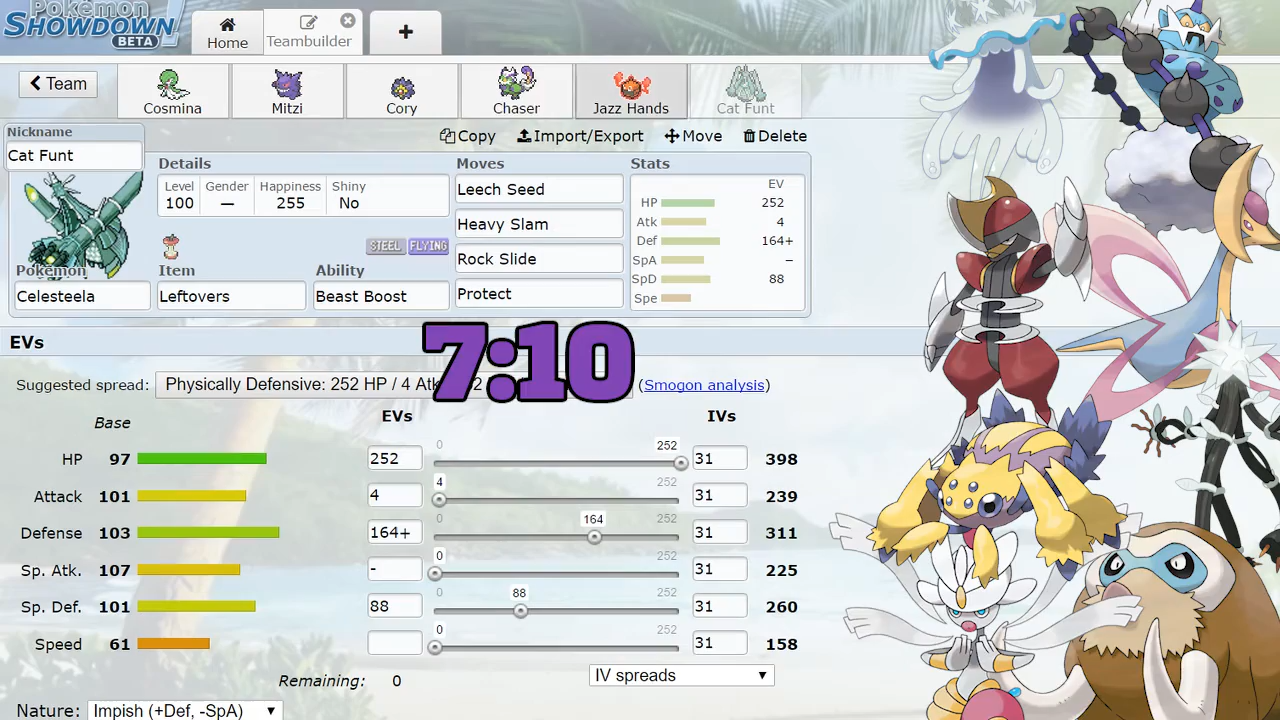 Pokémon
SHOWDOWN!
BETA
Home
Teambuilder
Team
Cosmina
Mitzi
Cory
Chaser
Jazz Hands
Cat Funt
Copy
Import/Export
Move
Delete
Nickname
Cat Funt
Details
Level
100
Gender
—
Happiness
255
Shiny
No
STEEL FLYING
Pokémon
Celesteela
Item
Leftovers
Ability
Beast Boost
Moves
Leech Seed
Heavy Slam
Rock Slide
Protect
Stats
EV
HP 252
Atk 4
Def 164+
SpA –
SpD 88
Spe
EVs
7:10
Suggested spread: Physically Defensive: 252 HP / 4 Atk (Smogon analysis)
Base EVs IVs
HP 97 252 0 252 31 398
Attack 101 4 4 252 31 239
Defense 103 164+ 0 164 252 31 311
Sp. Atk. 107 - 0 252 31 225
Sp. Def. 101 88 0 88 252 31 260
Speed 61 0 252 31 158
Remaining: 0
IV spreads
Nature: Impish (+Def, -SpA)